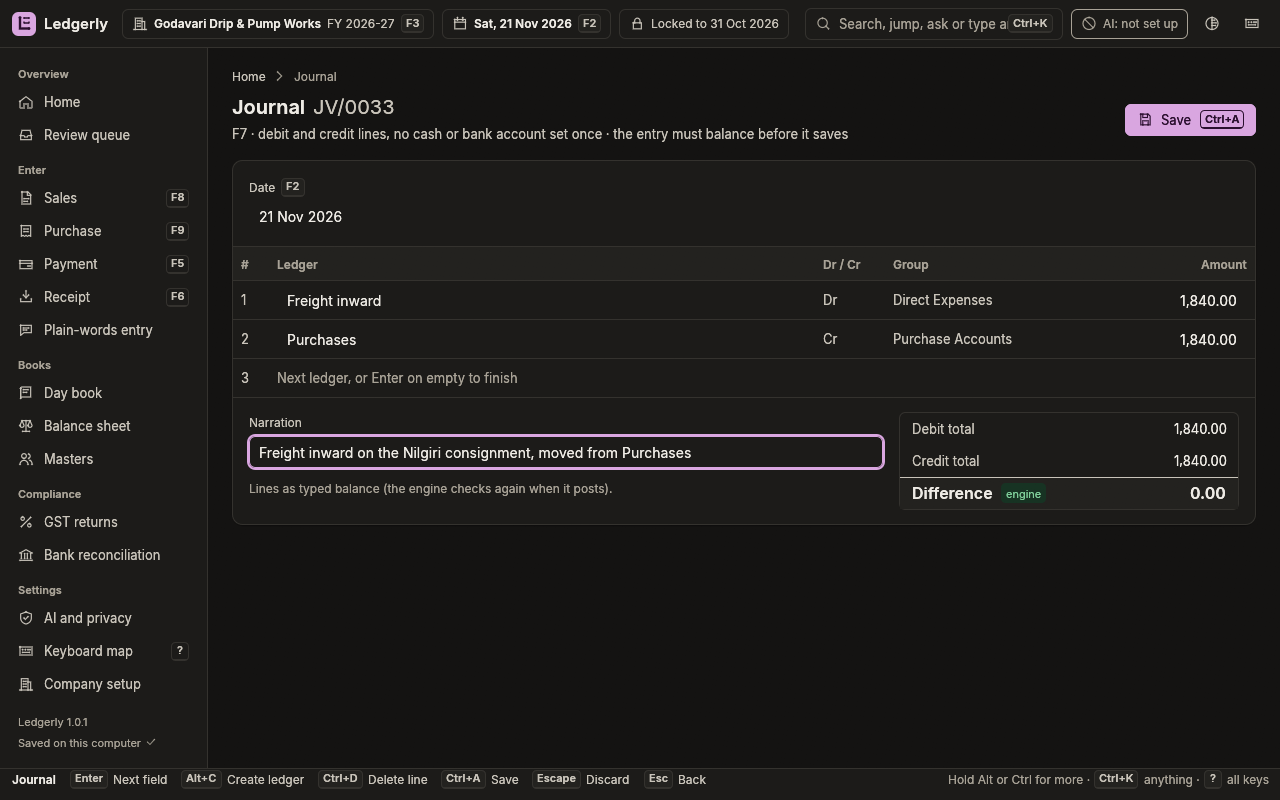 Ledgerly
Godavari Drip & Pump Works FY 2026-27 F3
Sat, 21 Nov 2026 F2
Locked to 31 Oct 2026
Search, jump, ask or type a Ctrl+K
AI: not set up
Overview
Home
Review queue
Enter
Sales F8
Purchase F9
Payment F5
Receipt F6
Plain-words entry
Books
Day book
Balance sheet
Masters
Compliance
GST returns
Bank reconciliation
Settings
AI and privacy
Keyboard map ?
Company setup
Ledgerly 1.0.1
Saved on this computer
Home Journal
Journal JV/0033
F7 · debit and credit lines, no cash or bank account set once · the entry must balance before it saves
Save Ctrl+A
Date F2
21 Nov 2026
# Ledger Dr / Cr Group Amount
1 Freight inward Dr Direct Expenses 1,840.00
2 Purchases Cr Purchase Accounts 1,840.00
3 Next ledger, or Enter on empty to finish
Narration
Freight inward on the Nilgiri consignment, moved from Purchases
Lines as typed balance (the engine checks again when it posts).
Debit total 1,840.00
Credit total 1,840.00
Difference engine 0.00
Journal Enter Next field Alt+C Create ledger Ctrl+D Delete line Ctrl+A Save Escape Discard Esc Back
Hold Alt or Ctrl for more · Ctrl+K anything · ? all keys